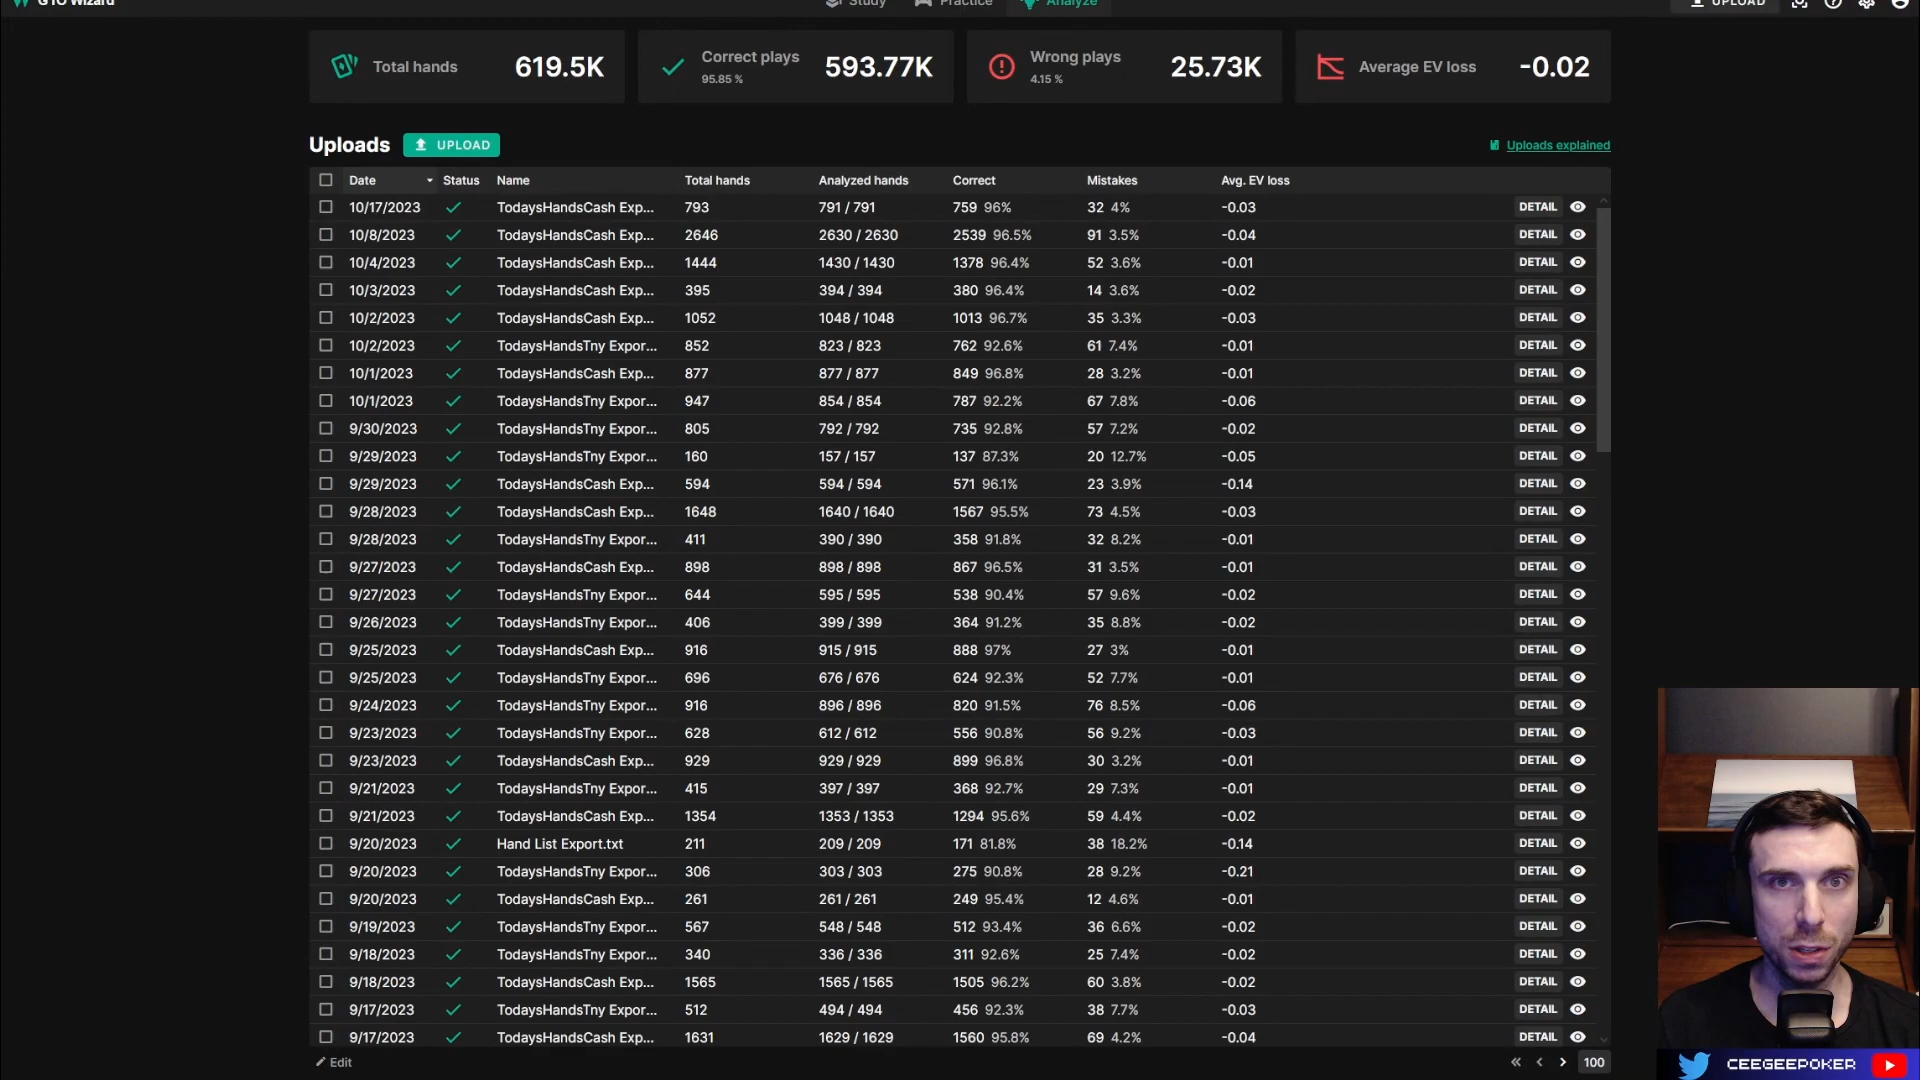 GTO Wizard Study Practice Analyze UPLOAD
Total hands 619.5K Correct plays 95.85 % 593.77K Wrong plays 4.15 % 25.73K Average EV loss -0.02
Uploads UPLOAD Uploads explained
Date Status Name Total hands Analyzed hands Correct Mistakes Avg. EV loss
10/17/2023 TodaysHandsCash Exp... 793 791 / 791 759 96% 32 4% -0.03 DETAIL
10/8/2023 TodaysHandsCash Exp... 2646 2630 / 2630 2539 96.5% 91 3.5% -0.04 DETAIL
10/4/2023 TodaysHandsCash Exp... 1444 1430 / 1430 1378 96.4% 52 3.6% -0.01 DETAIL
10/3/2023 TodaysHandsCash Exp... 395 394 / 394 380 96.4% 14 3.6% -0.02 DETAIL
10/2/2023 TodaysHandsCash Exp... 1052 1048 / 1048 1013 96.7% 35 3.3% -0.03 DETAIL
10/2/2023 TodaysHandsTny Expor... 852 823 / 823 762 92.6% 61 7.4% -0.01 DETAIL
10/1/2023 TodaysHandsCash Exp... 877 877 / 877 849 96.8% 28 3.2% -0.01 DETAIL
10/1/2023 TodaysHandsTny Expor... 947 854 / 854 787 92.2% 67 7.8% -0.06 DETAIL
9/30/2023 TodaysHandsTny Expor... 805 792 / 792 735 92.8% 57 7.2% -0.02 DETAIL
9/29/2023 TodaysHandsTny Expor... 160 157 / 157 137 87.3% 20 12.7% -0.05 DETAIL
9/29/2023 TodaysHandsCash Exp... 594 594 / 594 571 96.1% 23 3.9% -0.14 DETAIL
9/28/2023 TodaysHandsCash Exp... 1648 1640 / 1640 1567 95.5% 73 4.5% -0.03 DETAIL
9/28/2023 TodaysHandsTny Expor... 411 390 / 390 358 91.8% 32 8.2% -0.01 DETAIL
9/27/2023 TodaysHandsCash Exp... 898 898 / 898 867 96.5% 31 3.5% -0.01 DETAIL
9/27/2023 TodaysHandsTny Expor... 644 595 / 595 538 90.4% 57 9.6% -0.02 DETAIL
9/26/2023 TodaysHandsTny Expor... 406 399 / 399 364 91.2% 35 8.8% -0.02 DETAIL
9/25/2023 TodaysHandsCash Exp... 916 915 / 915 888 97% 27 3% -0.01 DETAIL
9/25/2023 TodaysHandsTny Expor... 696 676 / 676 624 92.3% 52 7.7% -0.01 DETAIL
9/24/2023 TodaysHandsTny Expor... 916 896 / 896 820 91.5% 76 8.5% -0.06 DETAIL
9/23/2023 TodaysHandsTny Expor... 628 612 / 612 556 90.8% 56 9.2% -0.03 DETAIL
9/23/2023 TodaysHandsCash Exp... 929 929 / 929 899 96.8% 30 3.2% -0.01 DETAIL
9/21/2023 TodaysHandsTny Expor... 415 397 / 397 368 92.7% 29 7.3% -0.01 DETAIL
9/21/2023 TodaysHandsCash Exp... 1354 1353 / 1353 1294 95.6% 59 4.4% -0.02 DETAIL
9/20/2023 Hand List Export.txt 211 209 / 209 171 81.8% 38 18.2% -0.14 DETAIL
9/20/2023 TodaysHandsTny Expor... 306 303 / 303 275 90.8% 28 9.2% -0.21 DETAIL
9/20/2023 TodaysHandsCash Exp... 261 261 / 261 249 95.4% 12 4.6% -0.01 DETAIL
9/19/2023 TodaysHandsTny Expor... 567 548 / 548 512 93.4% 36 6.6% -0.02 DETAIL
9/18/2023 TodaysHandsTny Expor... 340 336 / 336 311 92.6% 25 7.4% -0.02 DETAIL
9/18/2023 TodaysHandsCash Exp... 1565 1565 / 1565 1505 96.2% 60 3.8% -0.02 DETAIL
9/17/2023 TodaysHandsTny Expor... 512 494 / 494 456 92.3% 38 7.7% -0.03 DETAIL
9/17/2023 TodaysHandsCash Exp... 1631 1629 / 1629 1560 95.8% 69 4.2% -0.04 DETAIL
Edit 100
CEEGEEPOKER